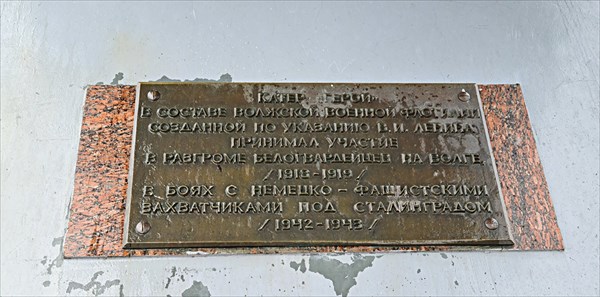 КАТЕР „ГЕРОЙ“
В СОСТАВЕ ВОЛЖСКОЙ ВОЕННОЙ ФЛОТИЛИИ
СОЗДАННОЙ ПО УКАЗАНИЮ В.И. ЛЕНИНА
ПРИНИМАЛ УЧАСТИЕ
В РАЗГРОМЕ БЕЛОГВАРДЕЙЦЕВ НА ВОЛГЕ,
/1918-1919/
В БОЯХ С НЕМЕЦКО-ФАШИСТСКИМИ
ЗАХВАТЧИКАМИ ПОД СТАЛИНГРАДОМ
/1942-1943/